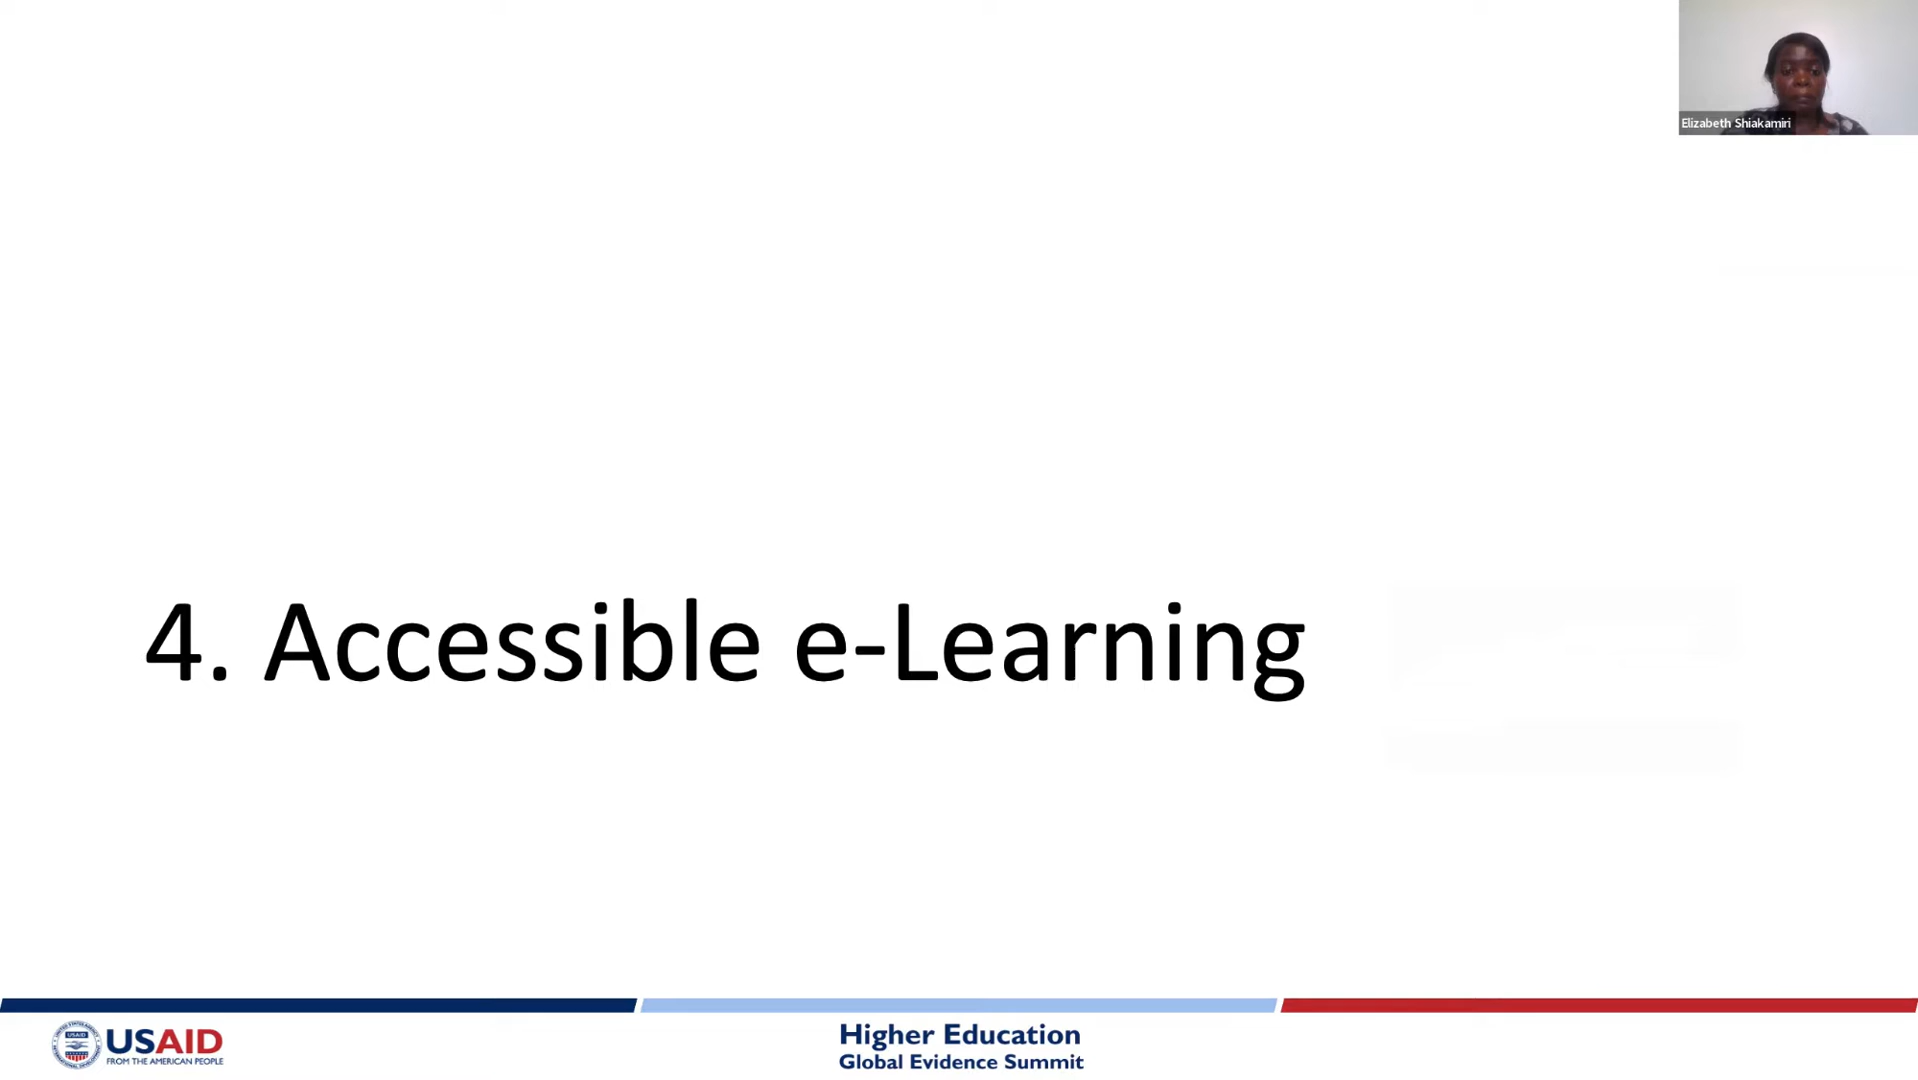 Elizabeth Shiakamiri
4. Accessible e-Learning
USAID
FROM THE AMERICAN PEOPLE
Higher Education
Global Evidence Summit